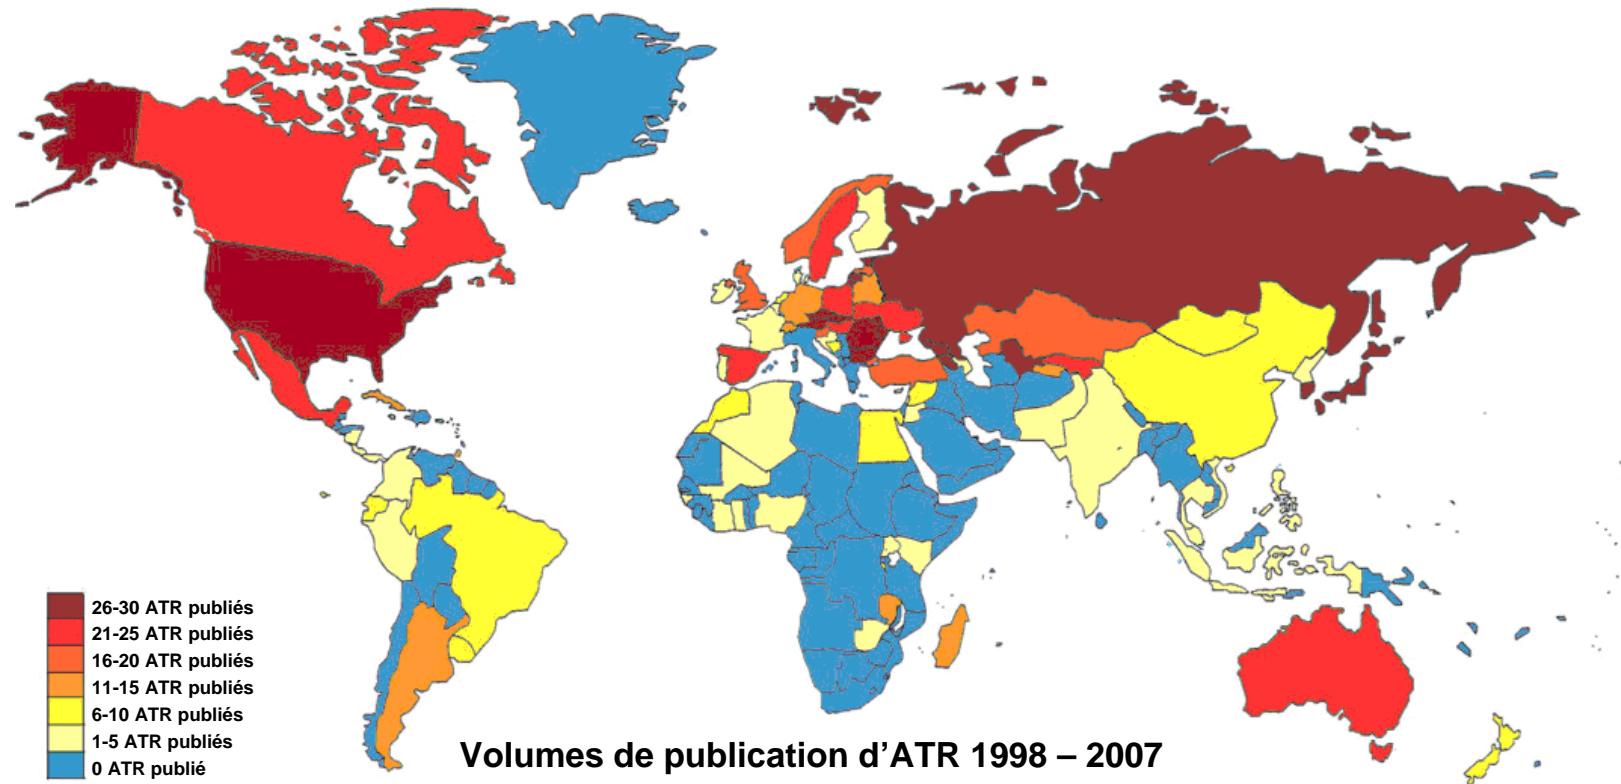 26-30 ATR publiés
21-25 ATR publiés
16-20 ATR publiés
11-15 ATR publiés
6-10 ATR publiés
1-5 ATR publiés
0 ATR publié
Volumes de publication d’ATR 1998 – 2007